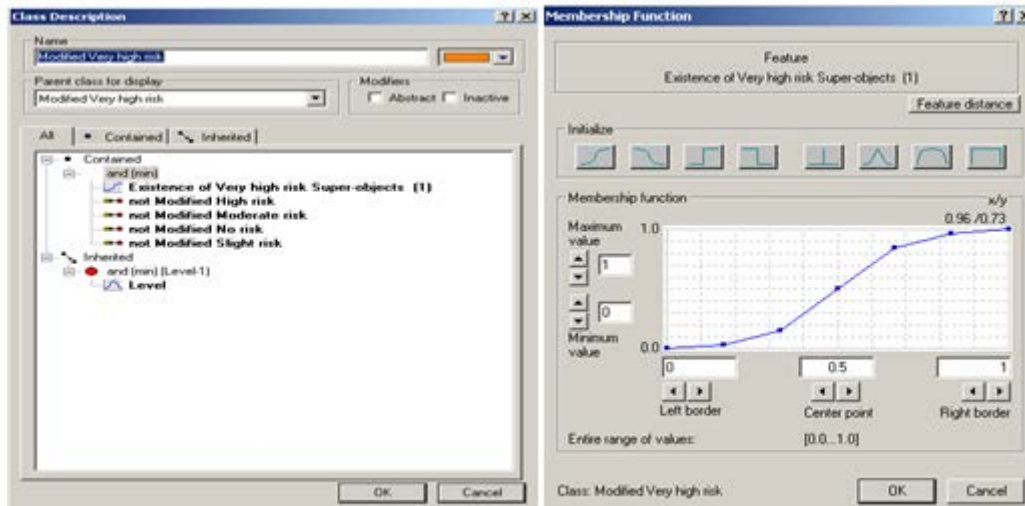 Class Description
Name
Modified Very high risk
Parent class for display
Modified Very high risk
Modifiers
Abstract Inactive
All Contained Inherited
Contained
and (min)
Existence of Very high risk Super-objects (1)
not Modified High risk
not Modified Moderate risk
not Modified No risk
not Modified Slight risk
Inherited
and (min) (Level-1)
Level
OK Cancel
Membership Function
Feature
Existence of Very high risk Super-objects (1)
Feature distance
Initialize
Membership function
x/y
0.96 /0.73
Maximum
value
1.0
1
0
Minimum
value
0.0
0 0.5 1
Left border Center point Right border
Entire range of values: [0.0...1.0]
Class: Modified Very high risk
OK Cancel